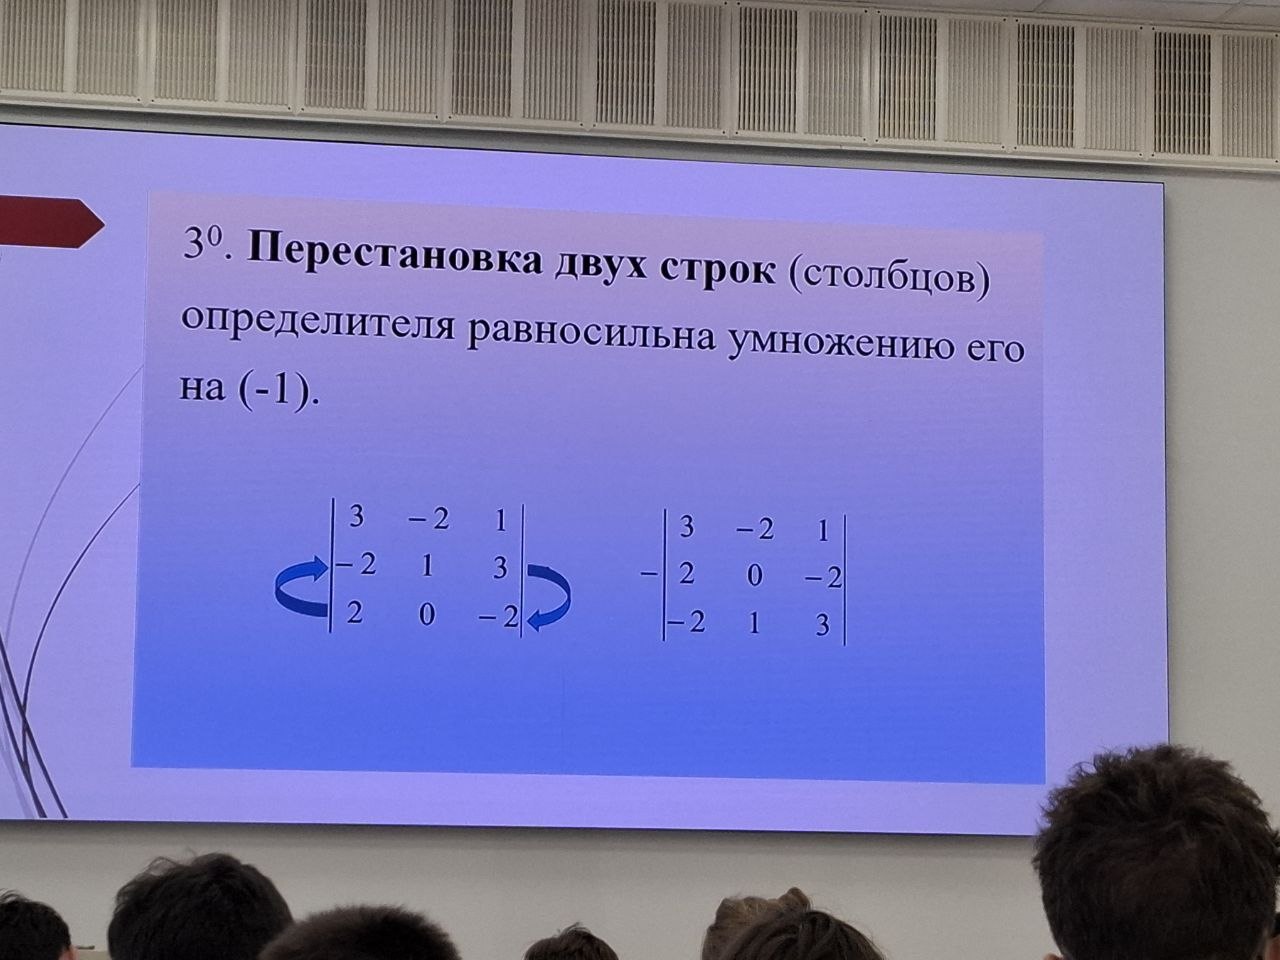 3⁰. Перестановка двух строк (столбцов)
определителя равносильна умножению его
на (-1).
| 3 −2 1 | | 3 −2 1 |
| −2 1 3 | − | 2 0 −2 |
| 2 0 −2 | | −2 1 3 |